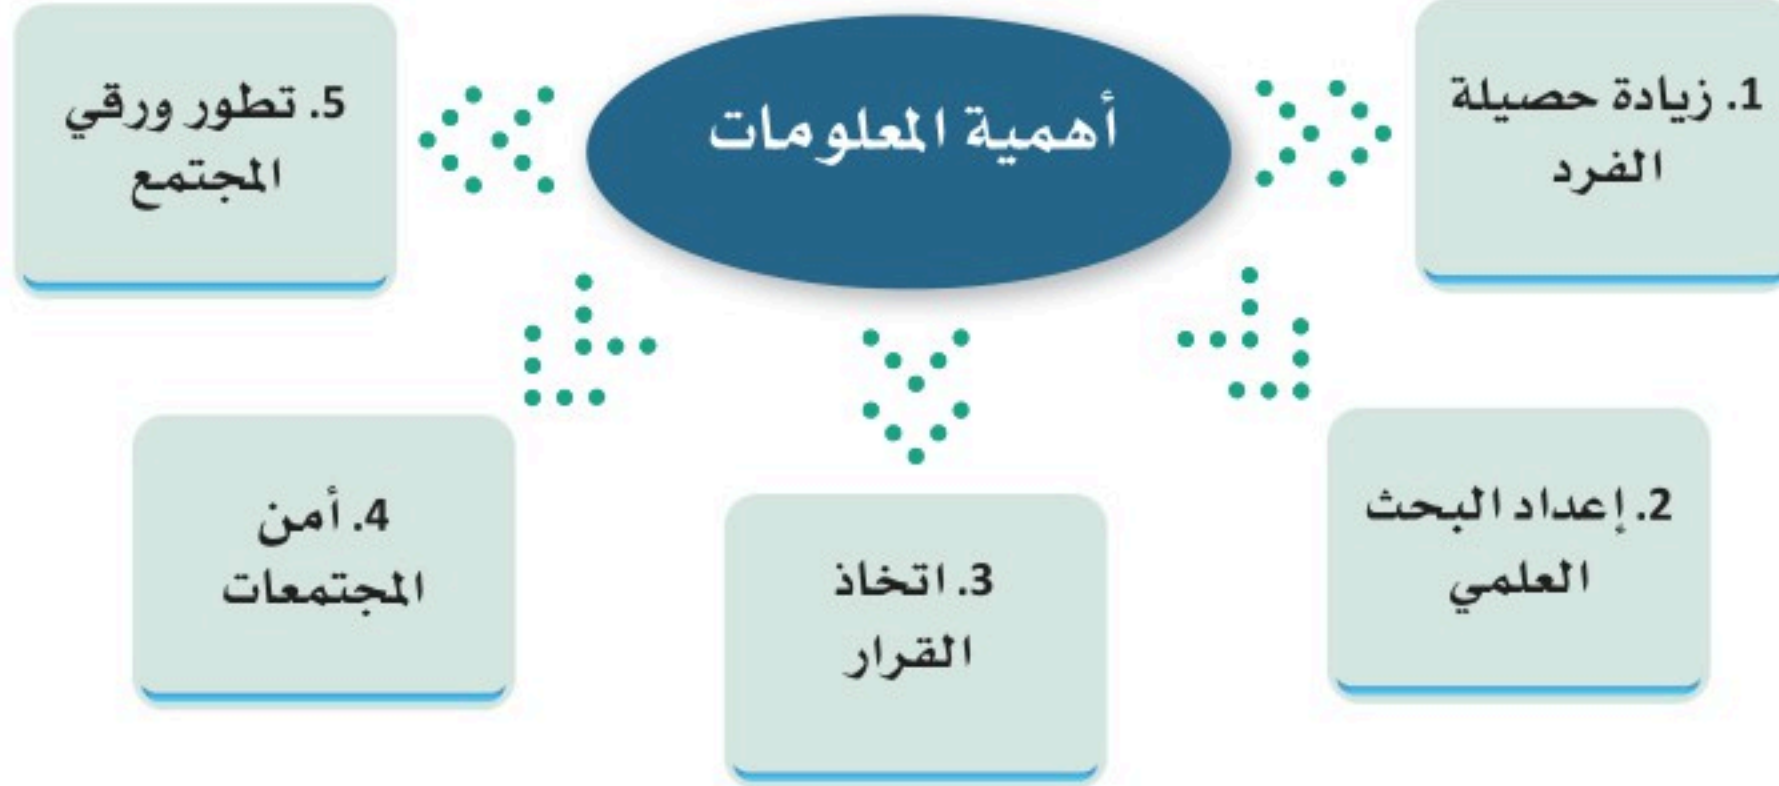 أهمية المعلومات
1. زيادة حصيلة
الفرد
2. إعداد البحث
العلمي
3. اتخاذ
القرار
4. أمن
المجتمعات
5. تطور ورقي
المجتمع